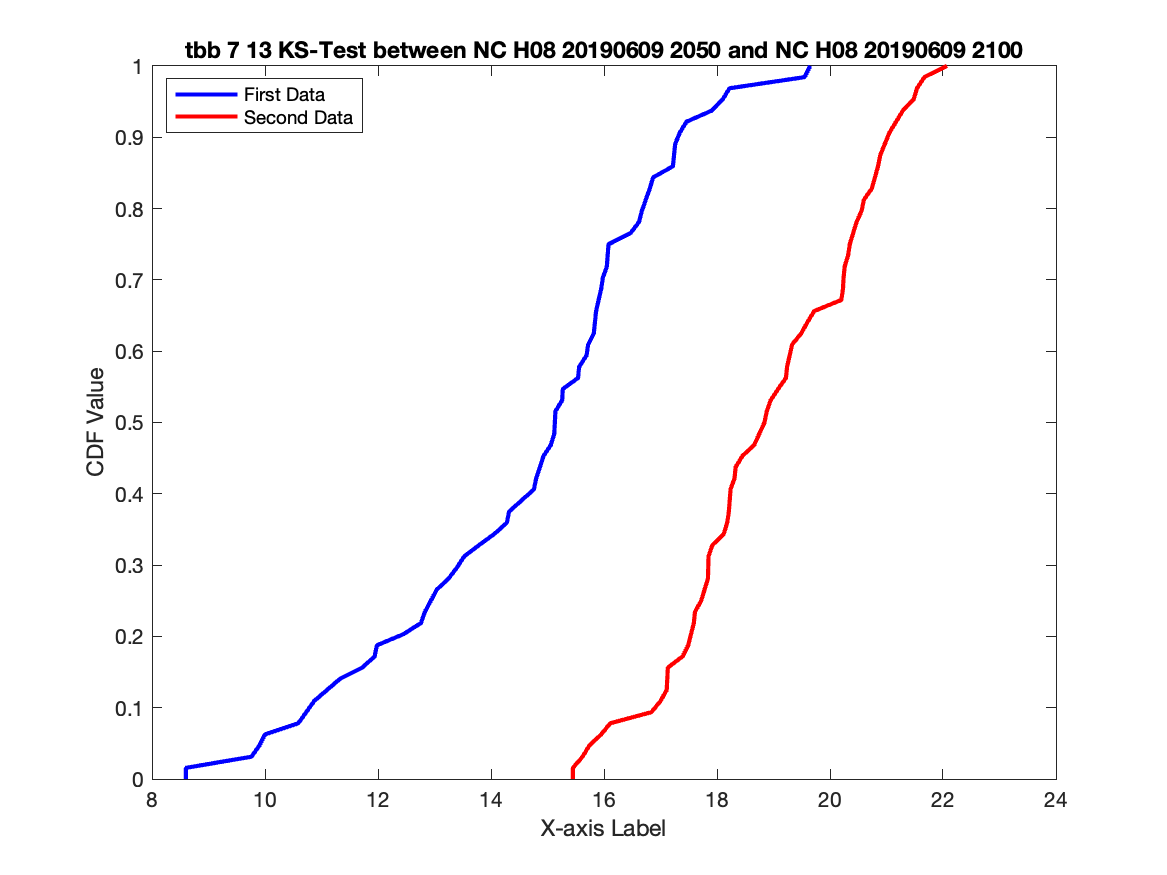 tbb 7 13 KS-Test between NC H08 20190609 2050 and NC H08 20190609 2100
First Data
Second Data
1
0.9
0.8
0.7
0.6
0.5
0.4
0.3
0.2
0.1
0
CDF Value
8 10 12 14 16 18 20 22 24
X-axis Label